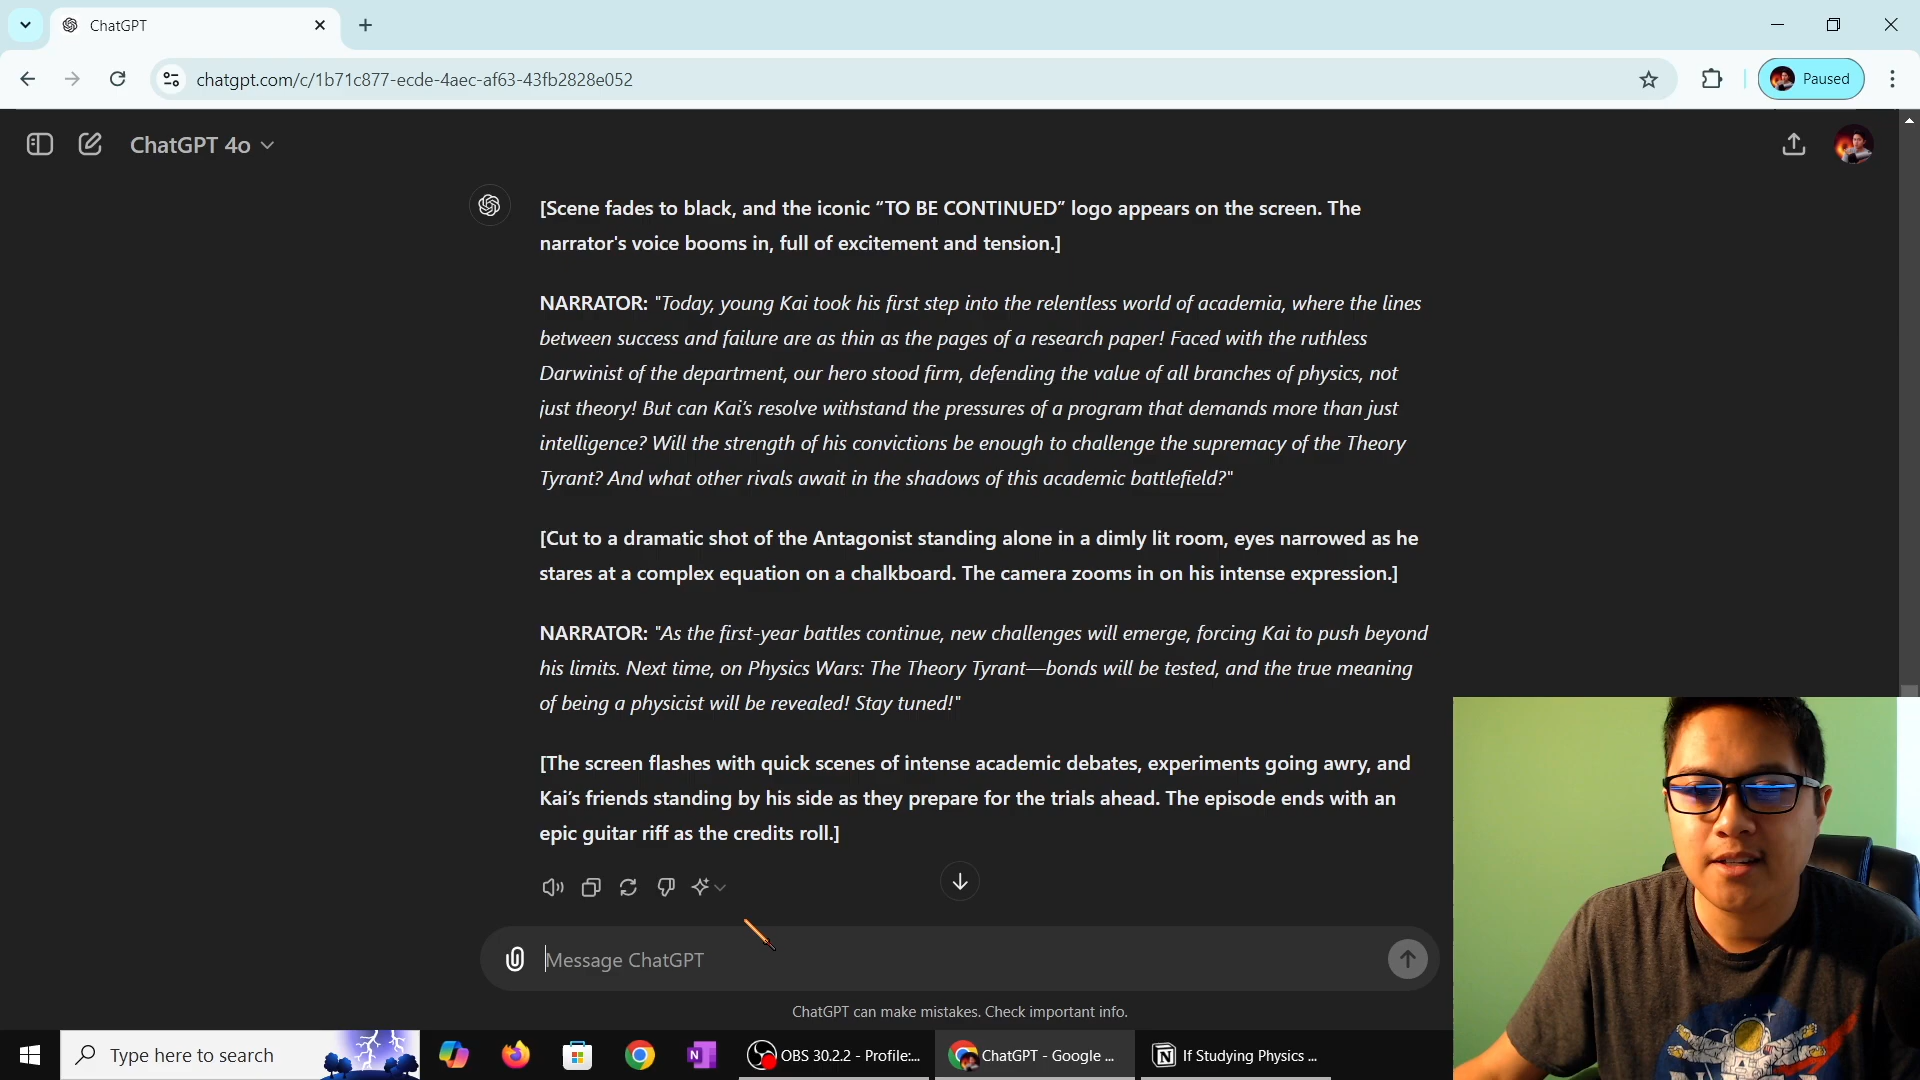 ChatGPT
chatgpt.com/c/1b71c877-ecde-4aec-af63-43fb2828e052
Paused
ChatGPT 4o
[Scene fades to black, and the iconic “TO BE CONTINUED” logo appears on the screen. The
narrator's voice booms in, full of excitement and tension.]
NARRATOR: "Today, young Kai took his first step into the relentless world of academia, where the lines
between success and failure are as thin as the pages of a research paper! Faced with the ruthless
Darwinist of the department, our hero stood firm, defending the value of all branches of physics, not
just theory! But can Kai’s resolve withstand the pressures of a program that demands more than just
intelligence? Will the strength of his convictions be enough to challenge the supremacy of the Theory
Tyrant? And what other rivals await in the shadows of this academic battlefield?"
[Cut to a dramatic shot of the Antagonist standing alone in a dimly lit room, eyes narrowed as he
stares at a complex equation on a chalkboard. The camera zooms in on his intense expression.]
NARRATOR: "As the first-year battles continue, new challenges will emerge, forcing Kai to push beyond
his limits. Next time, on Physics Wars: The Theory Tyrant—bonds will be tested, and the true meaning
of being a physicist will be revealed! Stay tuned!"
[The screen flashes with quick scenes of intense academic debates, experiments going awry, and
Kai’s friends standing by his side as they prepare for the trials ahead. The episode ends with an
epic guitar riff as the credits roll.]
Message ChatGPT
ChatGPT can make mistakes. Check important info.
Type here to search
OBS 30.2.2 - Profile:...
ChatGPT - Google ...
If Studying Physics ...